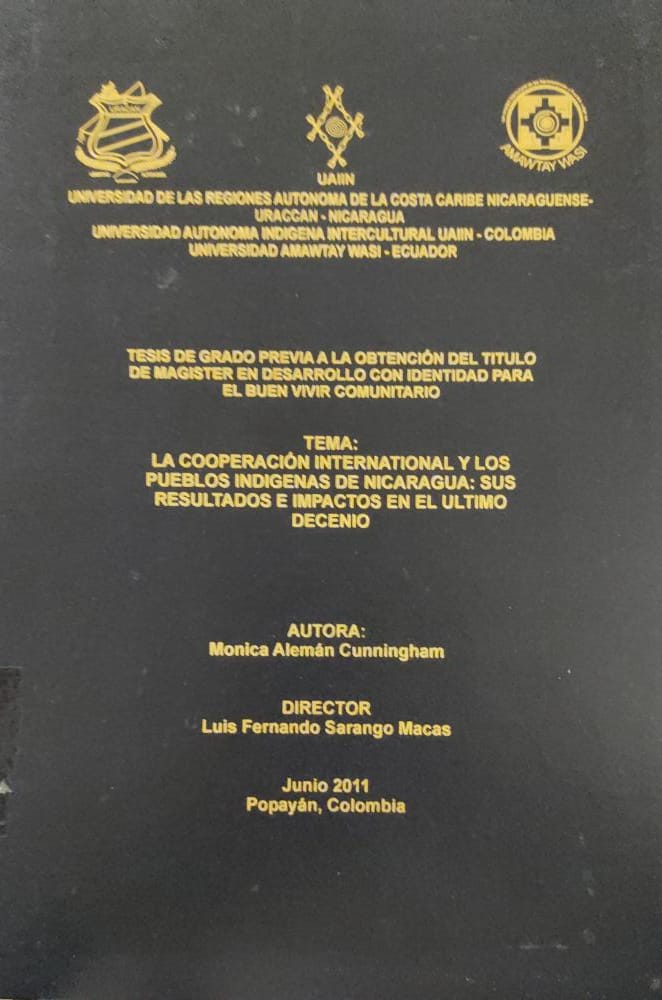 URACCAN
AMAWTAY WASI
UAIIN
UNIVERSIDAD DE LAS REGIONES AUTONOMA DE LA COSTA CARIBE NICARAGUENSE-
URACCAN - NICARAGUA
UNIVERSIDAD AUTONOMA INDIGENA INTERCULTURAL UAIIN - COLOMBIA
UNIVERSIDAD AMAWTAY WASI - ECUADOR
TESIS DE GRADO PREVIA A LA OBTENCIÓN DEL TITULO
DE MAGISTER EN DESARROLLO CON IDENTIDAD PARA
EL BUEN VIVIR COMUNITARIO
TEMA:
LA COOPERACIÓN INTERNATIONAL Y LOS
PUEBLOS INDIGENAS DE NICARAGUA: SUS
RESULTADOS E IMPACTOS EN EL ULTIMO
DECENIO
AUTORA:
Monica Alemán Cunningham
DIRECTOR
Luis Fernando Sarango Macas
Junio 2011
Popayán, Colombia